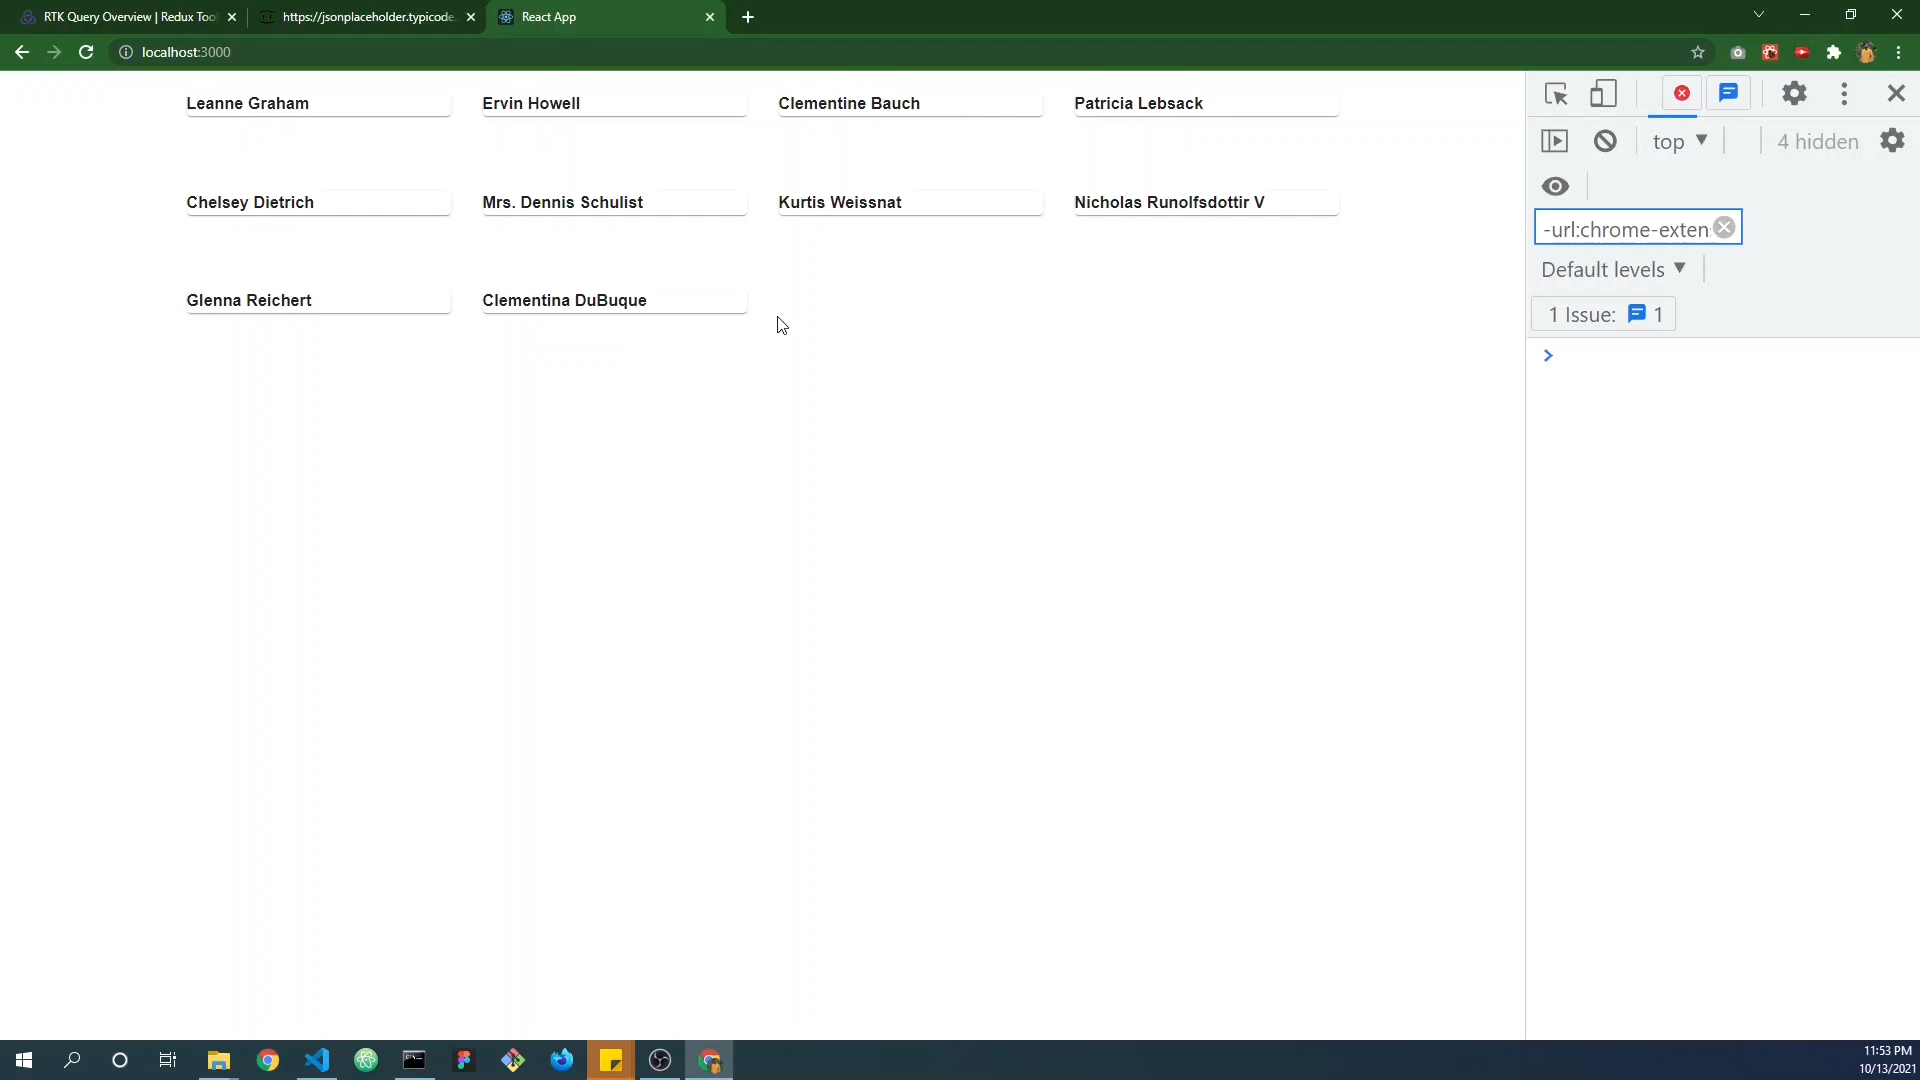 RTK Query Overview | Redux Tool
https://jsonplaceholder.typicode.
React App
localhost:3000
Leanne Graham
Ervin Howell
Clementine Bauch
Patricia Lebsack
Chelsey Dietrich
Mrs. Dennis Schulist
Kurtis Weissnat
Nicholas Runolfsdottir V
Glenna Reichert
Clementina DuBuque
top
4 hidden
-url:chrome-exten
Default levels
1 Issue: 1
11:53 PM
10/13/2021